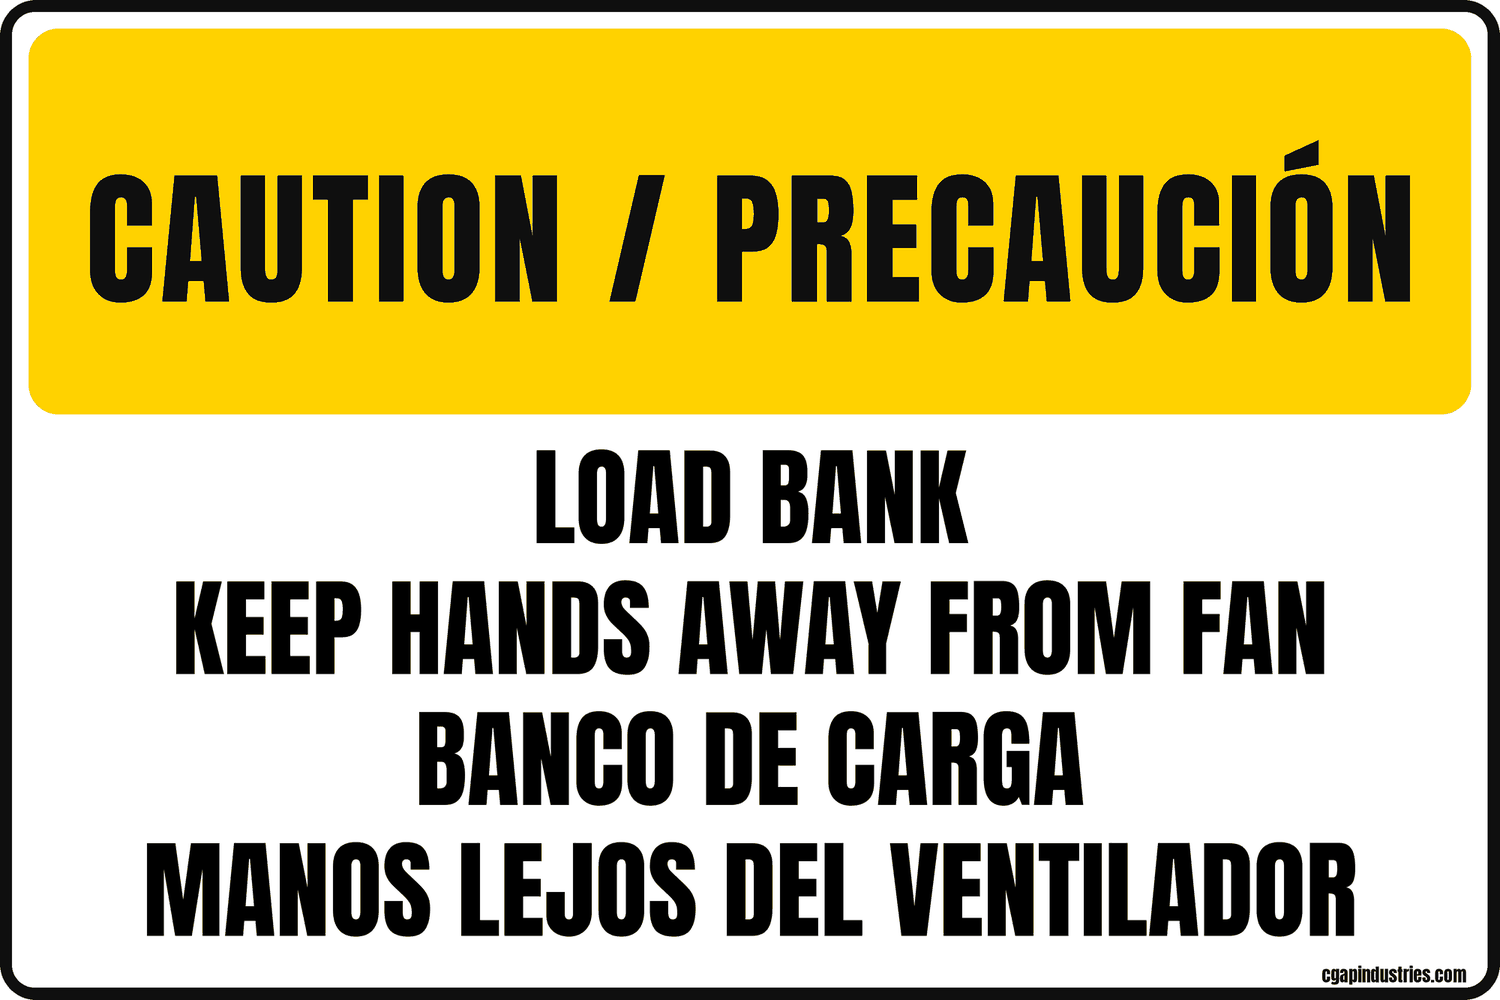 CAUTION / PRECAUCIÓN
LOAD BANK
KEEP HANDS AWAY FROM FAN
BANCO DE CARGA
MANOS LEJOS DEL VENTILADOR
cgapindustries.com